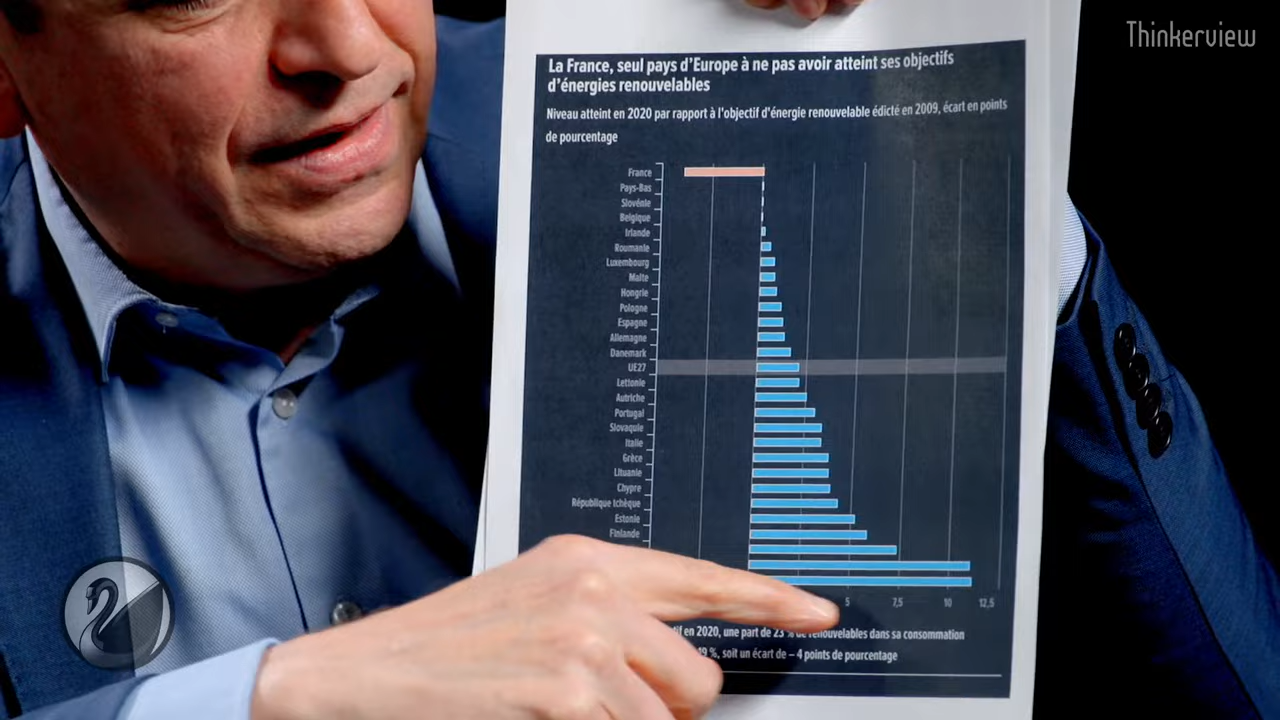 Thinkerview
La France, seul pays d'Europe à ne pas avoir atteint ses objectifs
d'énergies renouvelables
Niveau atteint en 2020 par rapport à l'objectif d'énergie renouvelable édicté en 2009, écart en points
de pourcentage
France
Pays-Bas
Slovénie
Belgique
Irlande
Roumanie
Luxembourg
Malte
Hongrie
Pologne
Espagne
Allemagne
Danemark
UE27
Lettonie
Autriche
Portugal
Slovaquie
Italie
Grèce
Lituanie
Chypre
République tchèque
Estonie
Finlande
5 7,5 10 12,5
en 2020, une part de 23 % de renouvelables dans sa consommation
19 %, soit un écart de – 4 points de pourcentage